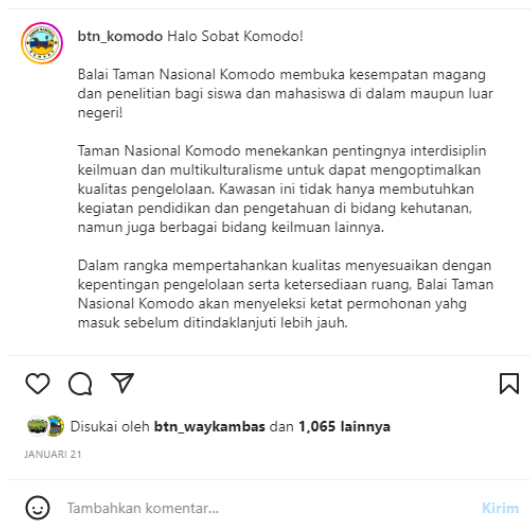 btn_komodo Halo Sobat Komodo!
Balai Taman Nasional Komodo membuka kesempatan magang
dan penelitian bagi siswa dan mahasiswa di dalam maupun luar
negeri!
Taman Nasional Komodo menekankan pentingnya interdisiplin
keilmuan dan multikulturalisme untuk dapat mengoptimalkan
kualitas pengelolaan. Kawasan ini tidak hanya membutuhkan
kegiatan pendidikan dan pengetahuan di bidang kehutanan,
namun juga berbagai bidang keilmuan lainnya.
Dalam rangka mempertahankan kualitas menyesuaikan dengan
kepentingan pengelolaan serta ketersediaan ruang, Balai Taman
Nasional Komodo akan menyeleksi ketat permohonan yahg
masuk sebelum ditindaklanjuti lebih jauh.
Disukai oleh btn_waykambas dan 1,065 lainnya
JANUARI 21
Tambahkan komentar... Kirim